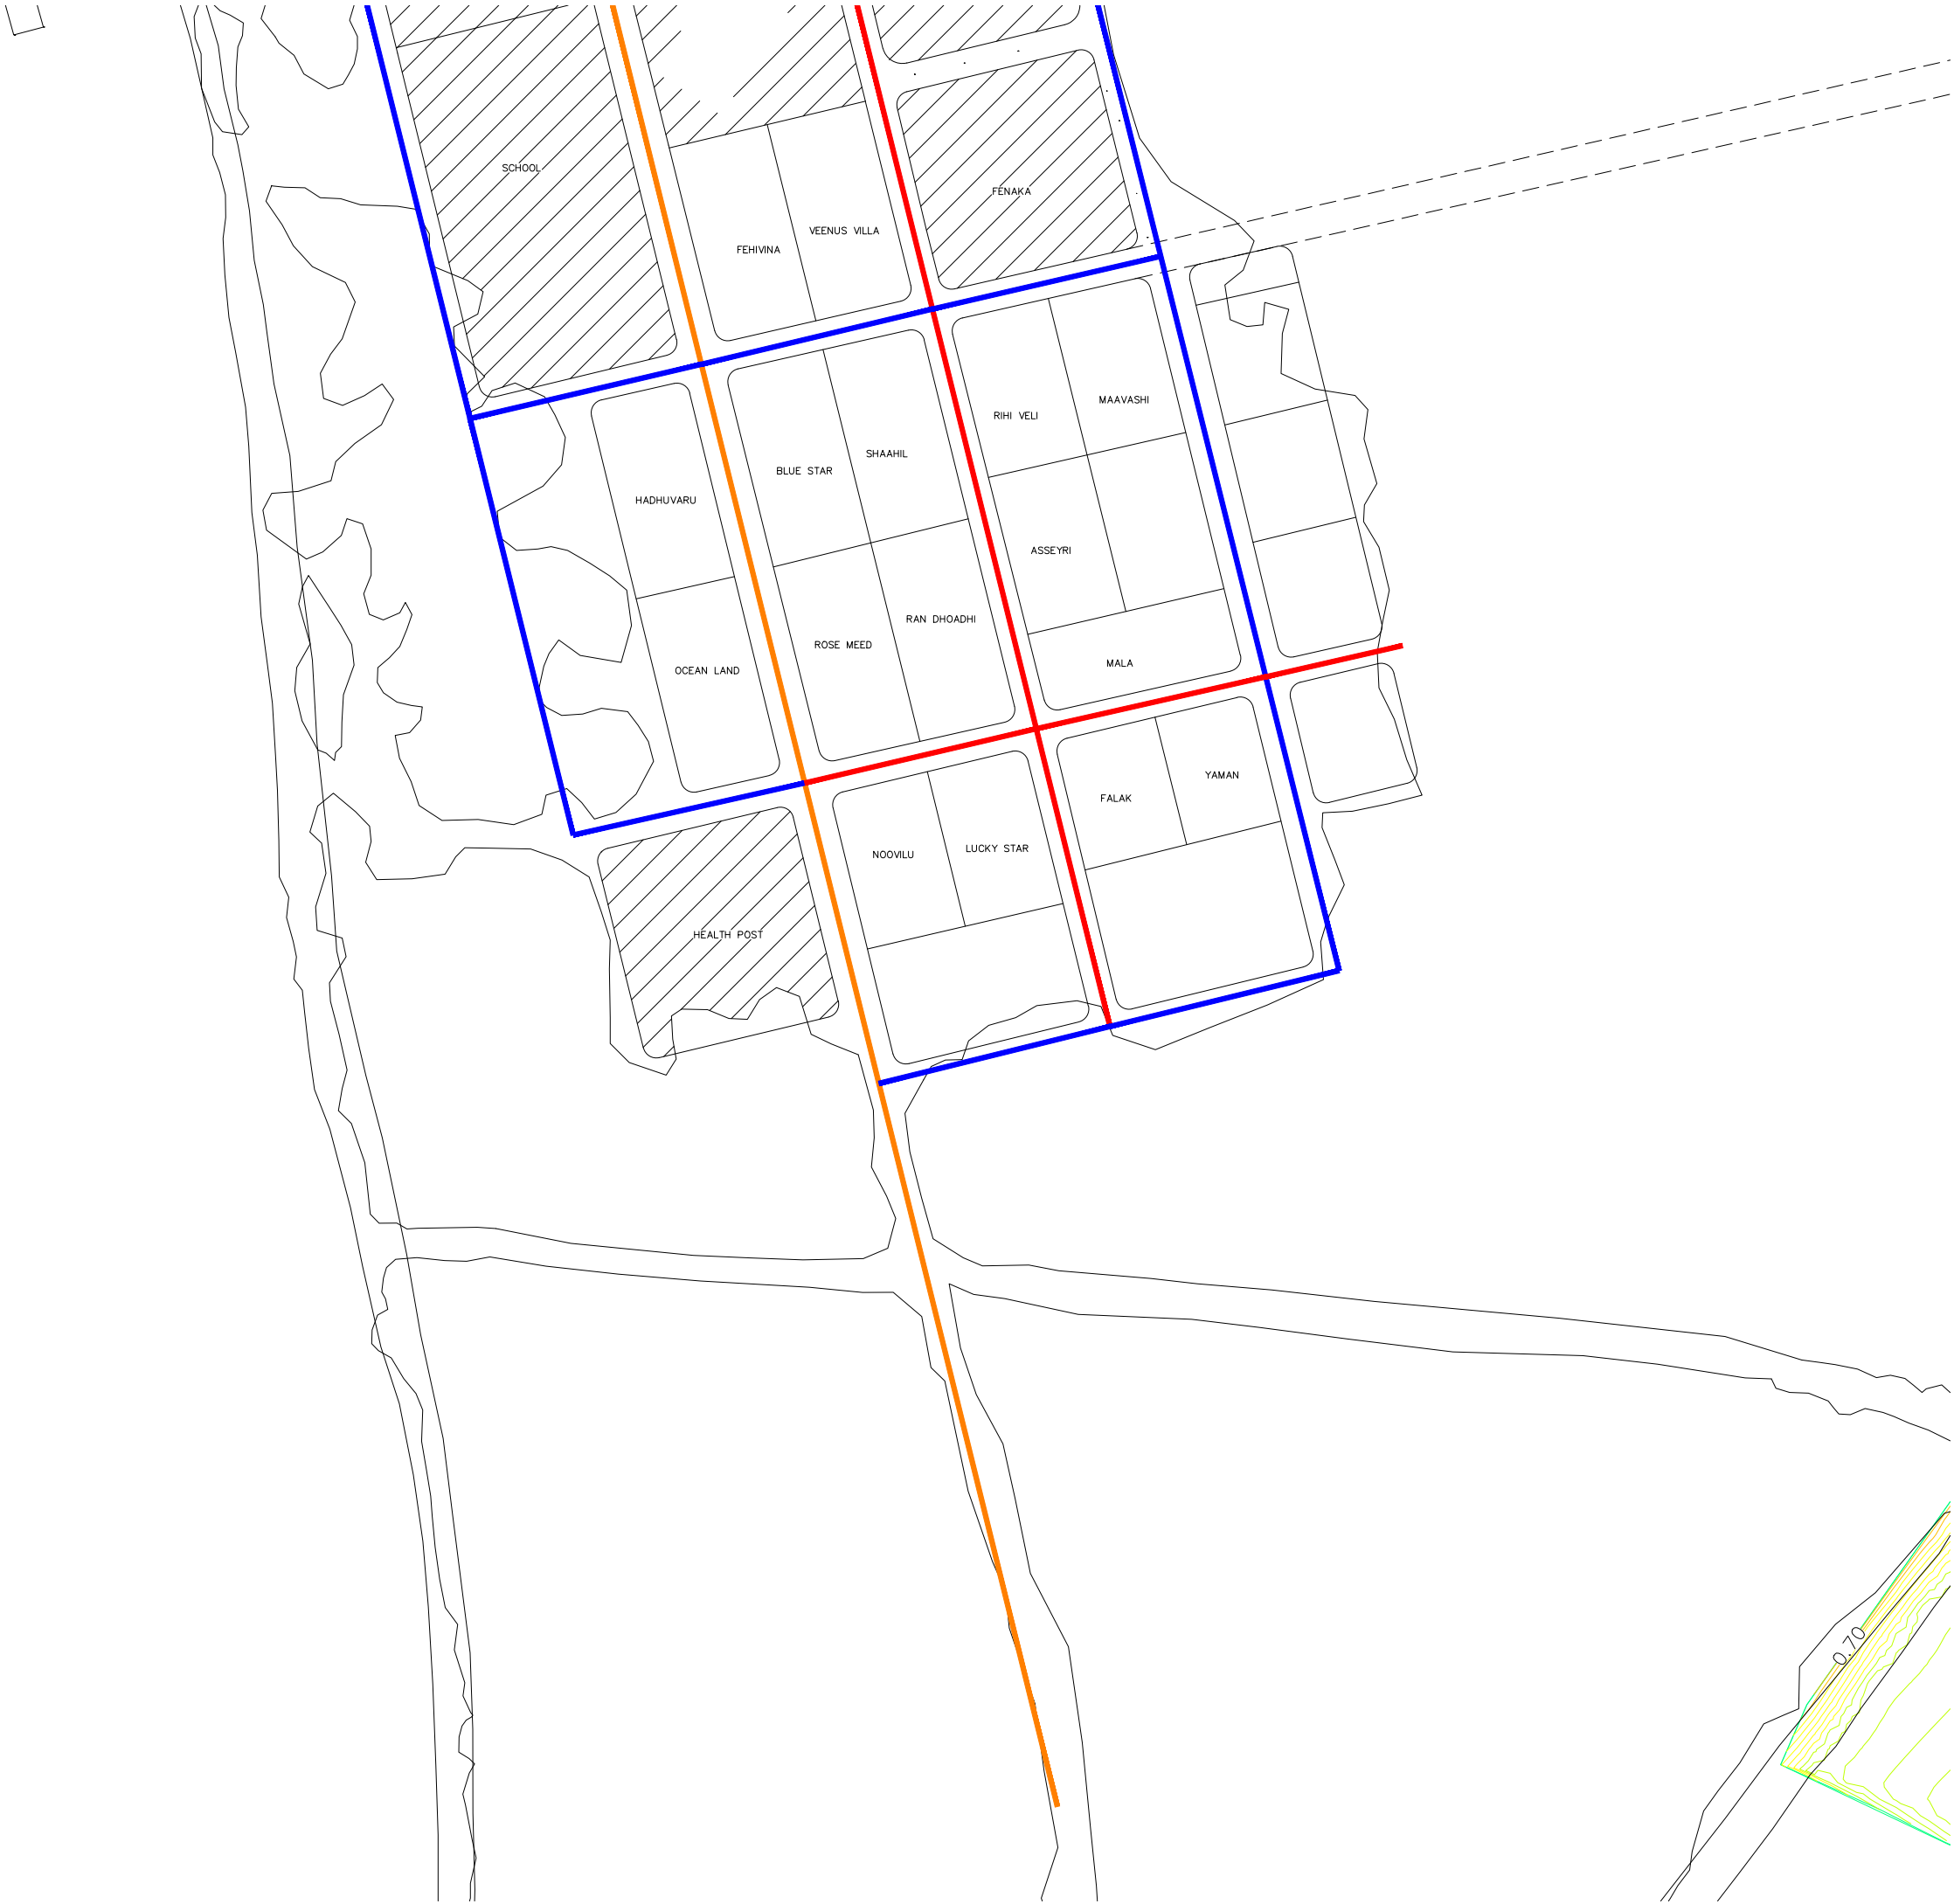 SCHOOL
FENAKA
VEENUS VILLA
FEHIVINA
MAAVASHI
RIHI VELI
SHAAHIL
BLUE STAR
HADHUVARU
ASSEYRI
RAN DHOADHI
ROSE MEED
MALA
OCEAN LAND
YAMAN
FALAK
LUCKY STAR
NOOVILU
HEALTH POST
0.70